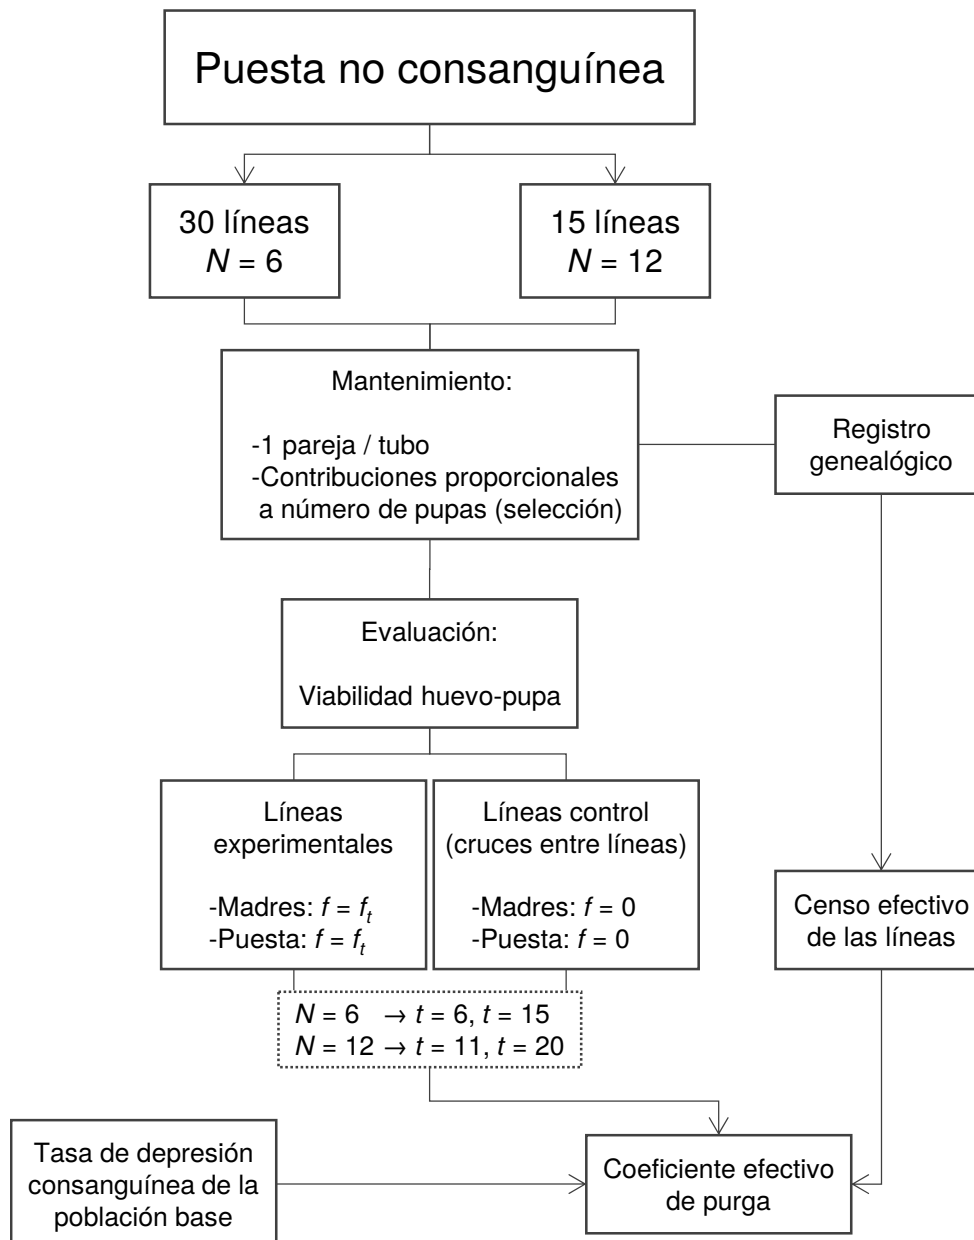 Puesta no consanguínea
30 líneas
N = 6
15 líneas
N = 12
Mantenimiento:
-1 pareja / tubo
-Contribuciones proporcionales
a número de pupas (selección)
Registro
genealógico
Evaluación:
Viabilidad huevo-pupa
Líneas
experimentales
-Madres: f = fₜ
-Puesta: f = fₜ
Líneas control
(cruces entre líneas)
-Madres: f = 0
-Puesta: f = 0
Censo efectivo
de las líneas
N = 6 → t = 6, t = 15
N = 12 → t = 11, t = 20
Tasa de depresión
consanguínea de la
población base
Coeficiente efectivo
de purga